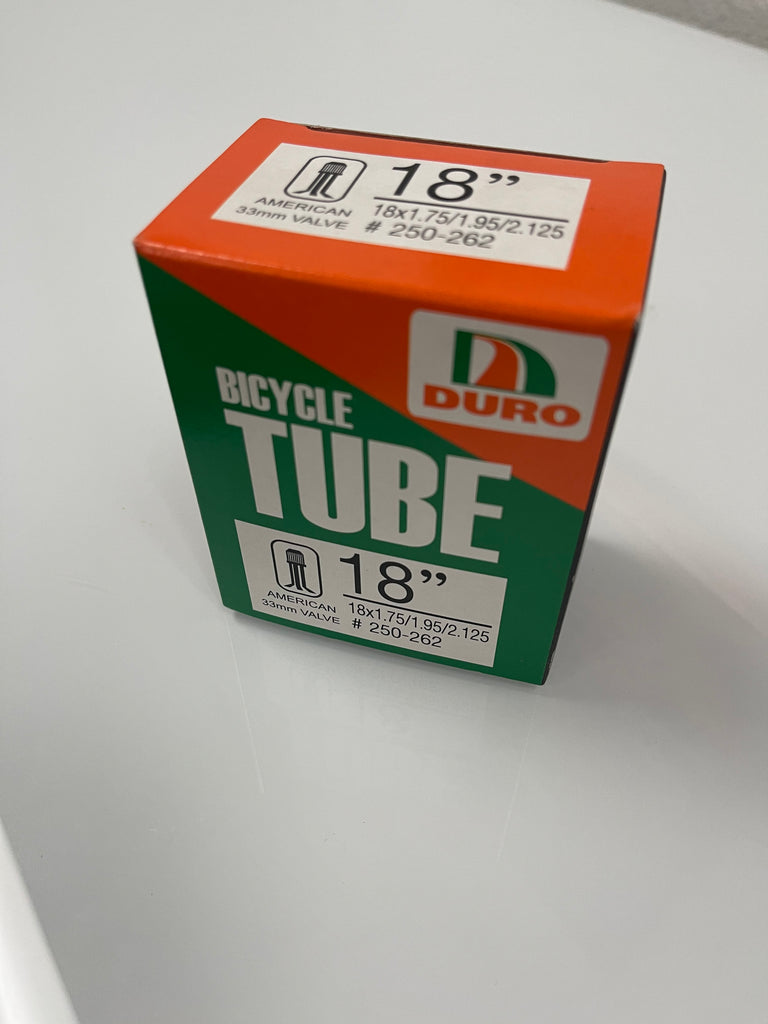 18”
AMERICAN
33mm VALVE
18x1.75/1.95/2.125
# 250-262
DURO
BICYCLE
TUBE
18”
AMERICAN
33mm VALVE
18x1.75/1.95/2.125
# 250-262